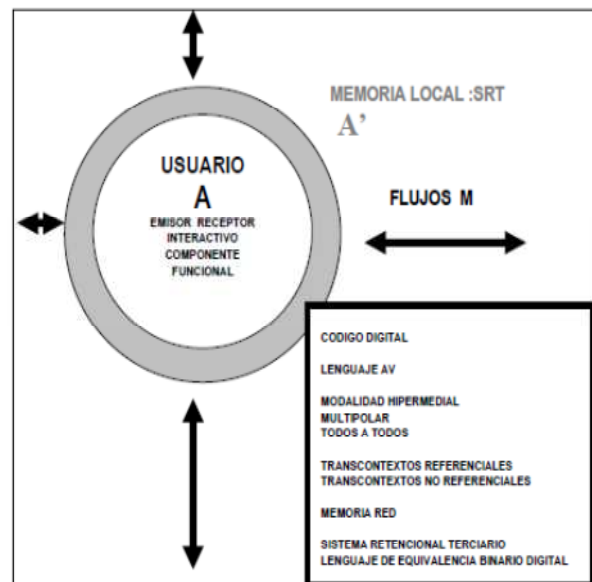 MEMORIA LOCAL :SRT
A’
USUARIO
A
EMISOR RECEPTOR
INTERACTIVO
COMPONENTE
FUNCIONAL
FLUJOS M
CODIGO DIGITAL
LENGUAJE AV
MODALIDAD HIPERMEDIAL
MULTIPOLAR
TODOS A TODOS
TRANSCONTEXTOS REFERENCIALES
TRANSCONTEXTOS NO REFERENCIALES
MEMORIA RED
SISTEMA RETENCIONAL TERCIARIO
LENGUAJE DE EQUIVALENCIA BINARIO DIGITAL